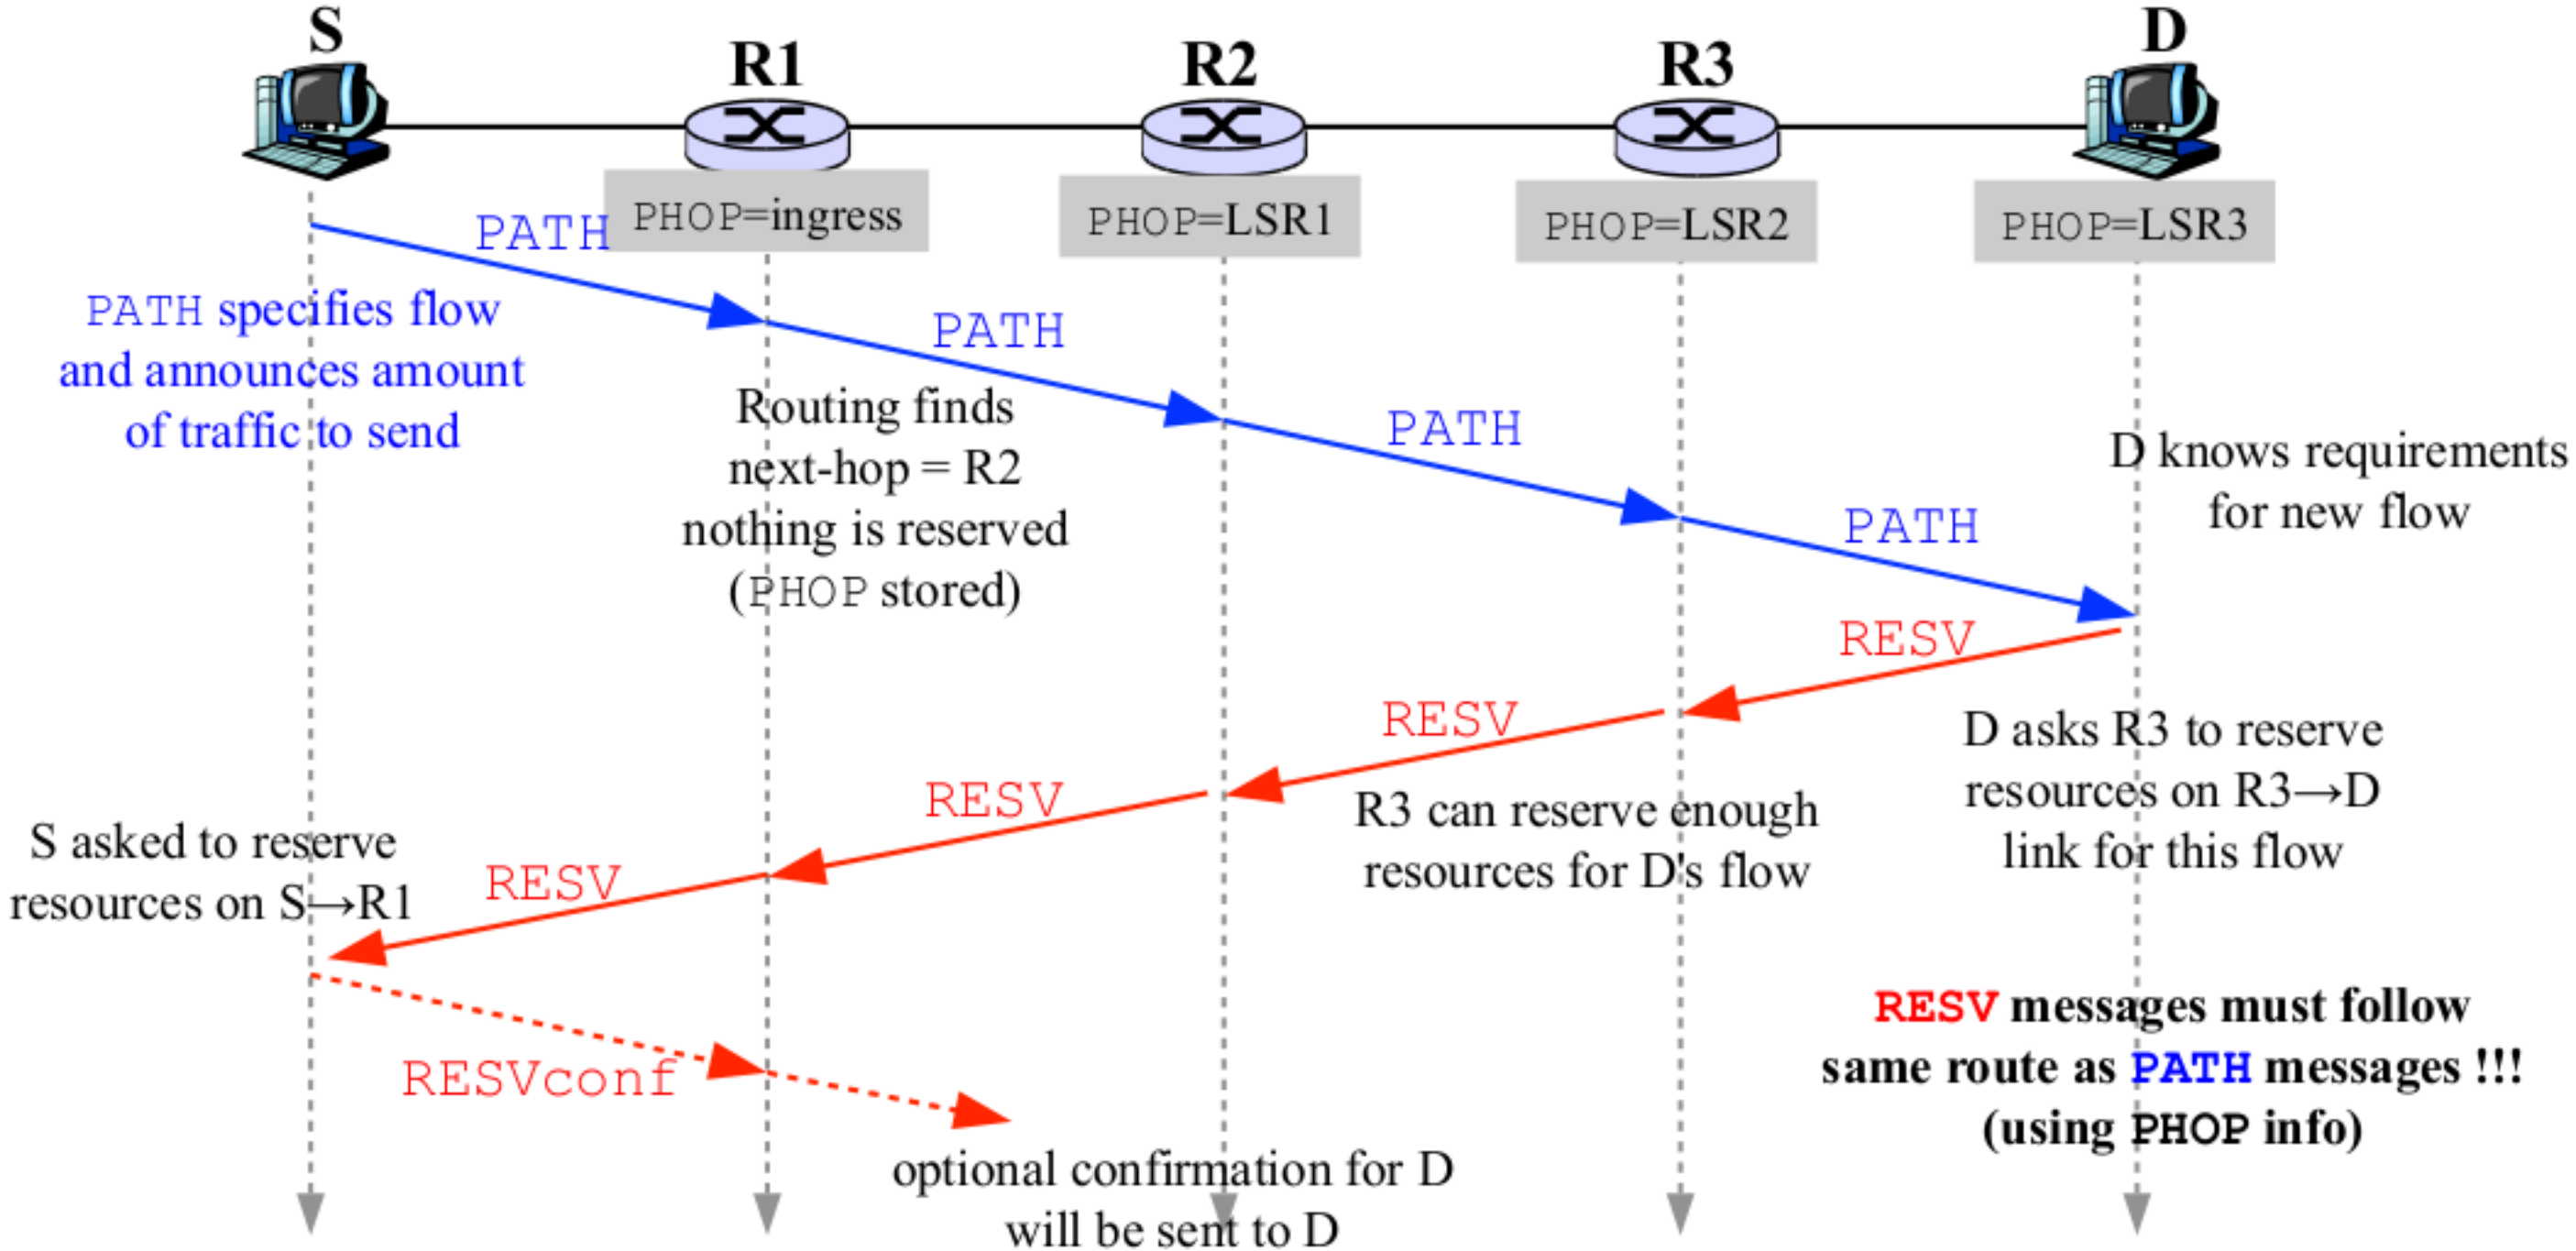 S
R1
R2
R3
D
PHOP=ingress
PHOP=LSR1
PHOP=LSR2
PHOP=LSR3
PATH
PATH specifies flow
and announces amount
of traffic to send
PATH
Routing finds
next-hop = R2
nothing is reserved
(PHOP stored)
PATH
PATH
D knows requirements
for new flow
RESV
D asks R3 to reserve
resources on R3→D
link for this flow
RESV
R3 can reserve enough
resources for D's flow
RESV
RESV
S asked to reserve
resources on S→R1
RESVconf
optional confirmation for D
will be sent to D
RESV messages must follow
same route as PATH messages !!!
(using PHOP info)